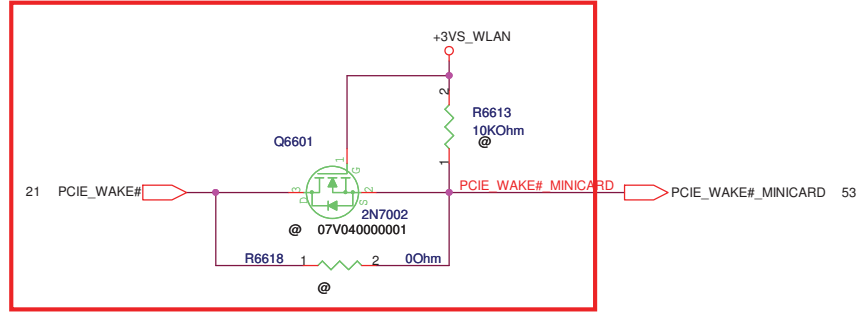 +3VS_WLAN
2
R6613
10KOhm
@
1
Q6601
1
G
21 PCIE_WAKE#
3
D
S
2
PCIE_WAKE#_MINICARD
PCIE_WAKE#_MINICARD 53
2N7002
@ 07V040000001
R6618 1 2 0Ohm
@